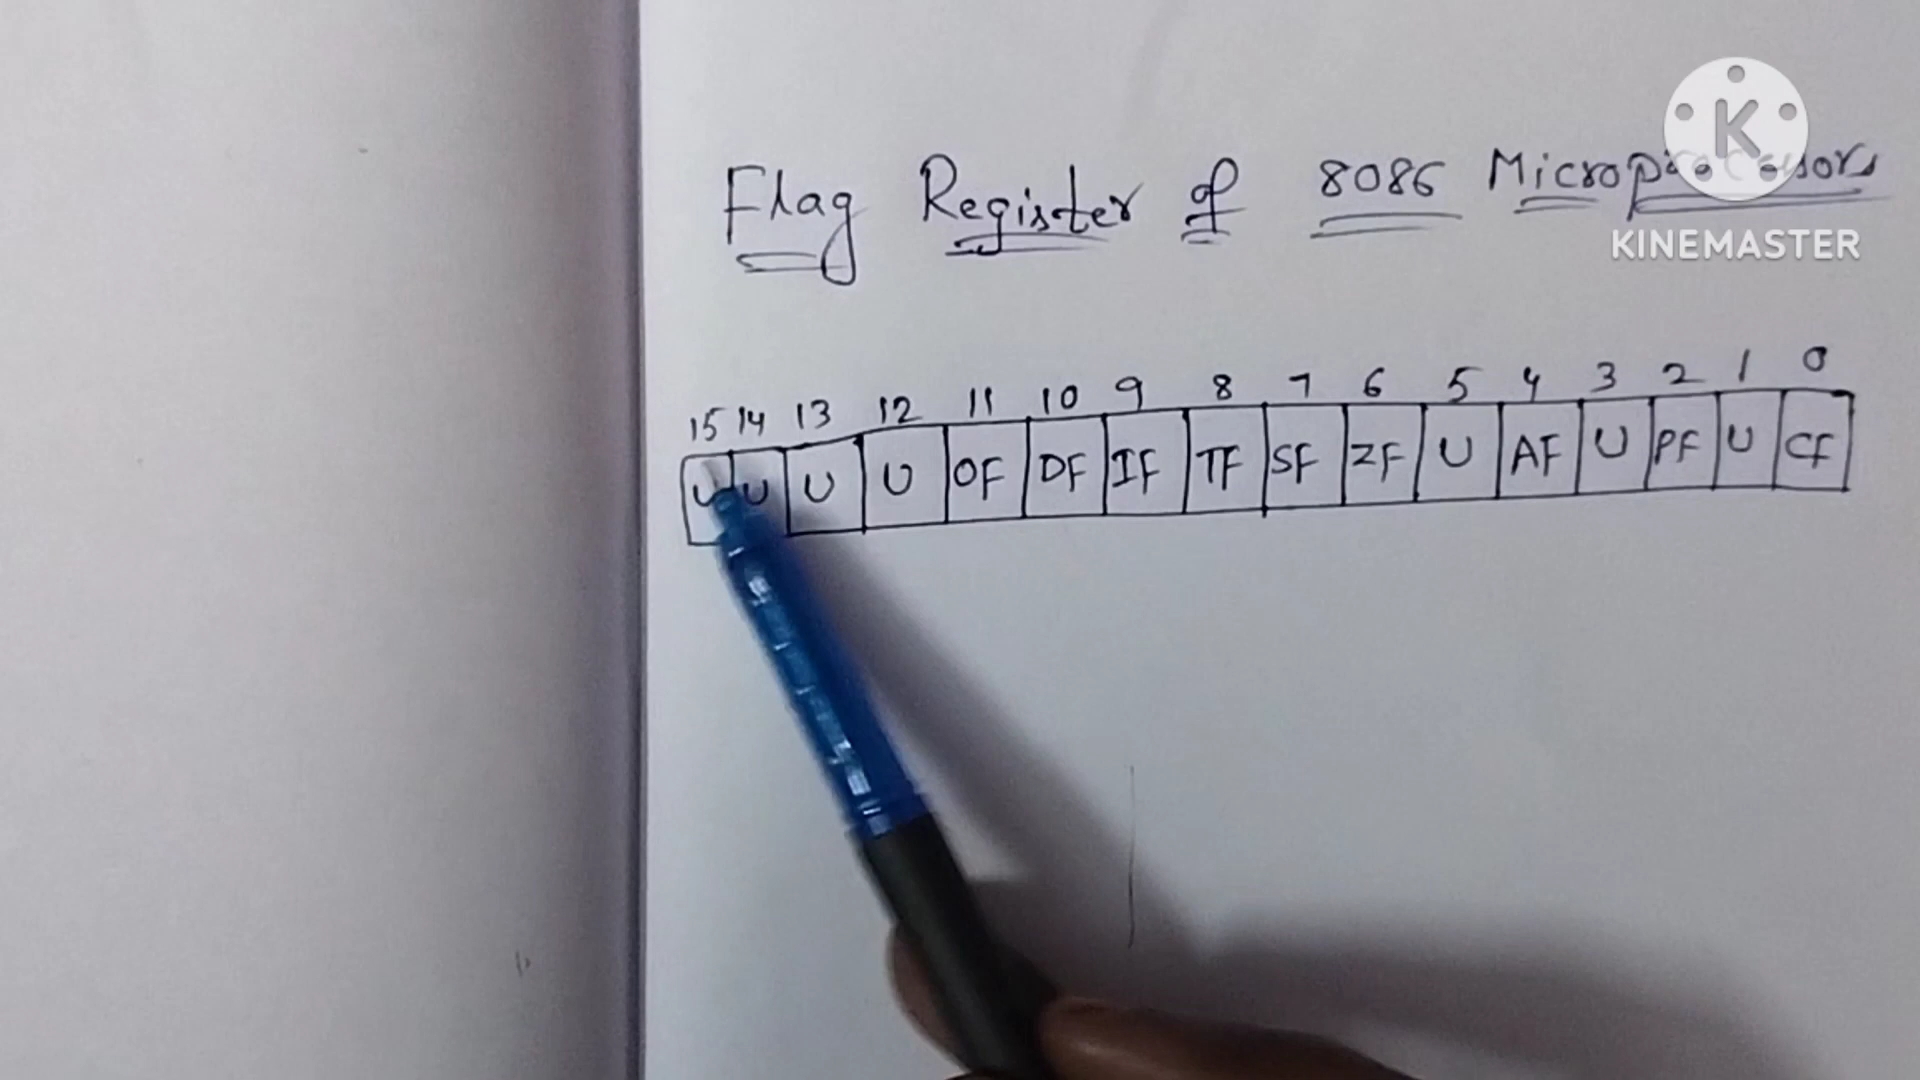 Flag Register of 8086 Microprocessors
K
KINEMASTER
15 14 13 12 11 10 9 8 7 6 5 4 3 2 1 0
U U U U OF DF IF TF SF ZF U AF U PF U CF